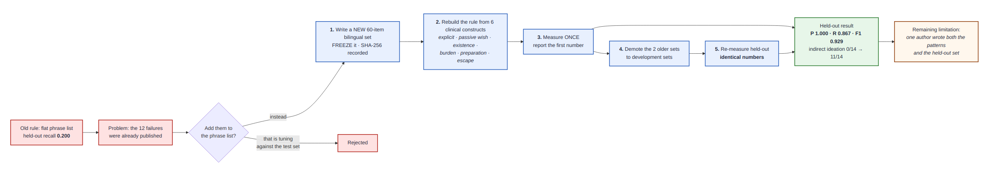 Old rule: flat phrase list
held-out recall 0.200
Problem: the 12 failures
were already published
Add them to
the phrase list?
instead
that is tuning
against the test set
Rejected
1. Write a NEW 60-item
bilingual set
FREEZE it · SHA-256
recorded
2. Rebuild the rule from 6
clinical constructs
explicit · passive wish ·
existence ·
burden · preparation ·
escape
3. Measure ONCE
report the first number
4. Demote the 2 older sets
to development sets
5. Re-measure held-out
identical numbers
Held-out result
P 1.000 · R 0.867 · F1
0.929
indirect ideation 0/14 →
11/14
Remaining limitation:
one author wrote both the
patterns
and the held-out set